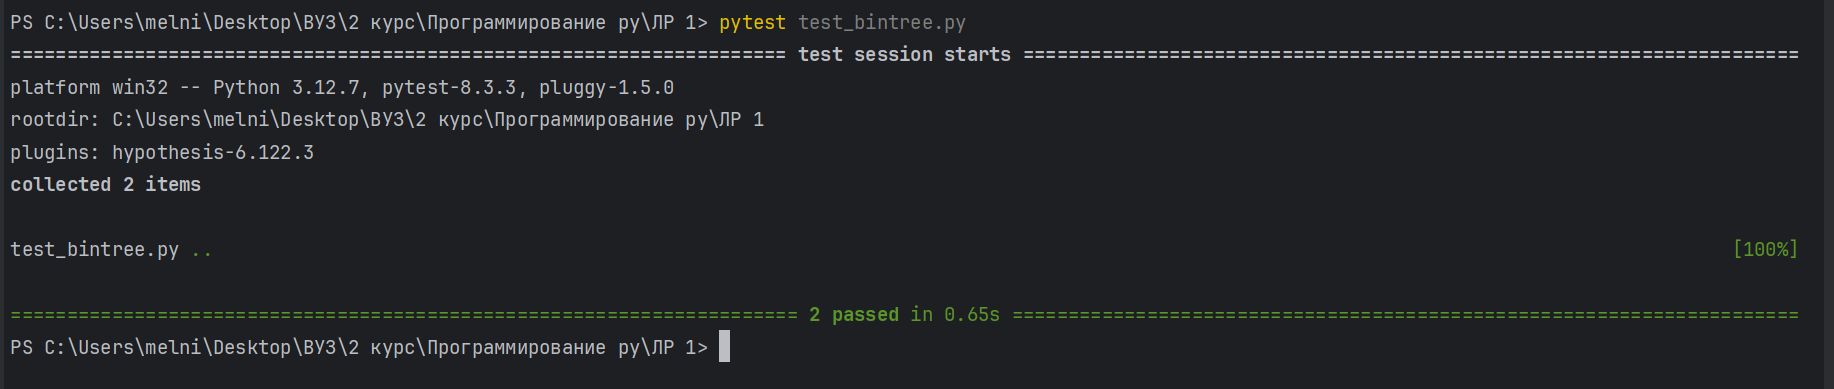 PS C:\Users\melni\Desktop\ВУЗ\2 курс\Программирование py\ЛР 1> pytest test_bintree.py
===================================================================== test session starts =====================================================================
platform win32 -- Python 3.12.7, pytest-8.3.3, pluggy-1.5.0
rootdir: C:\Users\melni\Desktop\ВУЗ\2 курс\Программирование py\ЛР 1
plugins: hypothesis-6.122.3
collected 2 items
test_bintree.py .. [100%]
====================================================================== 2 passed in 0.65s ======================================================================
PS C:\Users\melni\Desktop\ВУЗ\2 курс\Программирование py\ЛР 1>